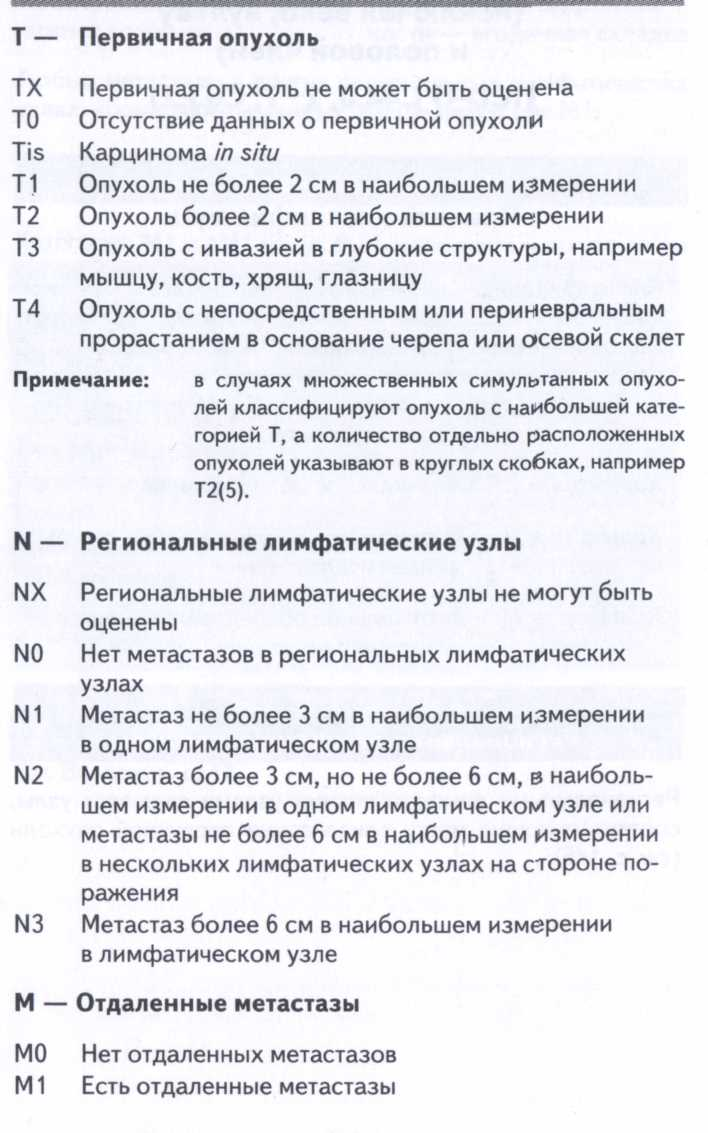 T — Первичная опухоль
TX Первичная опухоль не может быть оценена
T0 Отсутствие данных о первичной опухоли
Tis Карцинома in situ
T1 Опухоль не более 2 см в наибольшем измерении
T2 Опухоль более 2 см в наибольшем измерении
T3 Опухоль с инвазией в глубокие структуры, например
мышцу, кость, хрящ, глазницу
T4 Опухоль с непосредственным или периневральным
прорастанием в основание черепа или осевой скелет
Примечание: в случаях множественных симультанных опухо-
лей классифицируют опухоль с наибольшей кате-
горией T, а количество отдельно расположенных
опухолей указывают в круглых скобках, например
T2(5).
N — Региональные лимфатические узлы
NX Региональные лимфатические узлы не могут быть
оценены
N0 Нет метастазов в региональных лимфатических
узлах
N1 Метастаз не более 3 см в наибольшем измерении
в одном лимфатическом узле
N2 Метастаз более 3 см, но не более 6 см, в наиболь-
шем измерении в одном лимфатическом узле или
метастазы не более 6 см в наибольшем измерении
в нескольких лимфатических узлах на стороне по-
ражения
N3 Метастаз более 6 см в наибольшем измерении
в лимфатическом узле
M — Отдаленные метастазы
M0 Нет отдаленных метастазов
M1 Есть отдаленные метастазы